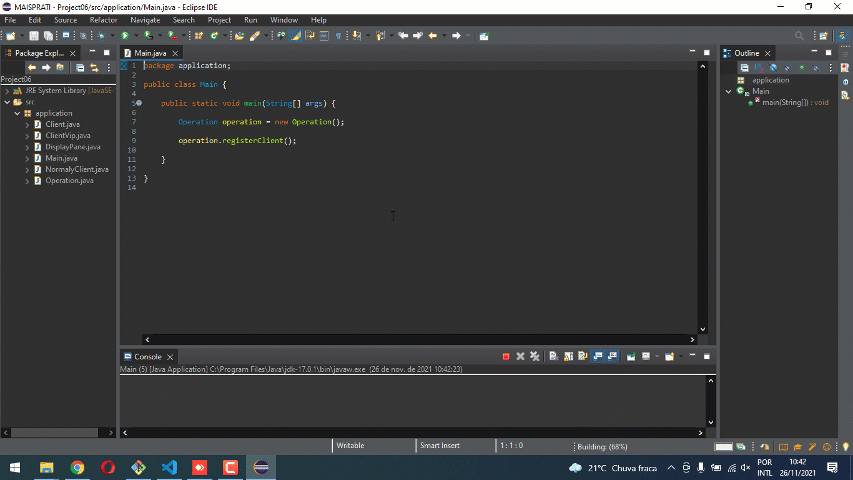 MAISPRATI - Project06/src/application/Main.java - Eclipse IDE
File Edit Source Refactor Navigate Search Project Run Window Help
Package Expl...
Project06
JRE System Library [JavaSE-
src
application
Client.java
ClientVip.java
DisplayPane.java
Main.java
NormalyClient.java
Operation.java
Main.java
1 package application;
2
3 public class Main {
4
5 public static void main(String[] args) {
6
7 Operation operation = new Operation();
8
9 operation.registerClient();
10
11 }
12
13 }
14
Outline
application
Main
main(String[]) : void
Console
Main (5) [Java Application] C:\Program Files\Java\jdk-17.0.1\bin\javaw.exe (26 de nov. de 2021 10:42:23)
Writable Smart Insert 1 : 1 : 0 Building: (68%)
21°C Chuva fraca
POR
INTL
10:42
26/11/2021